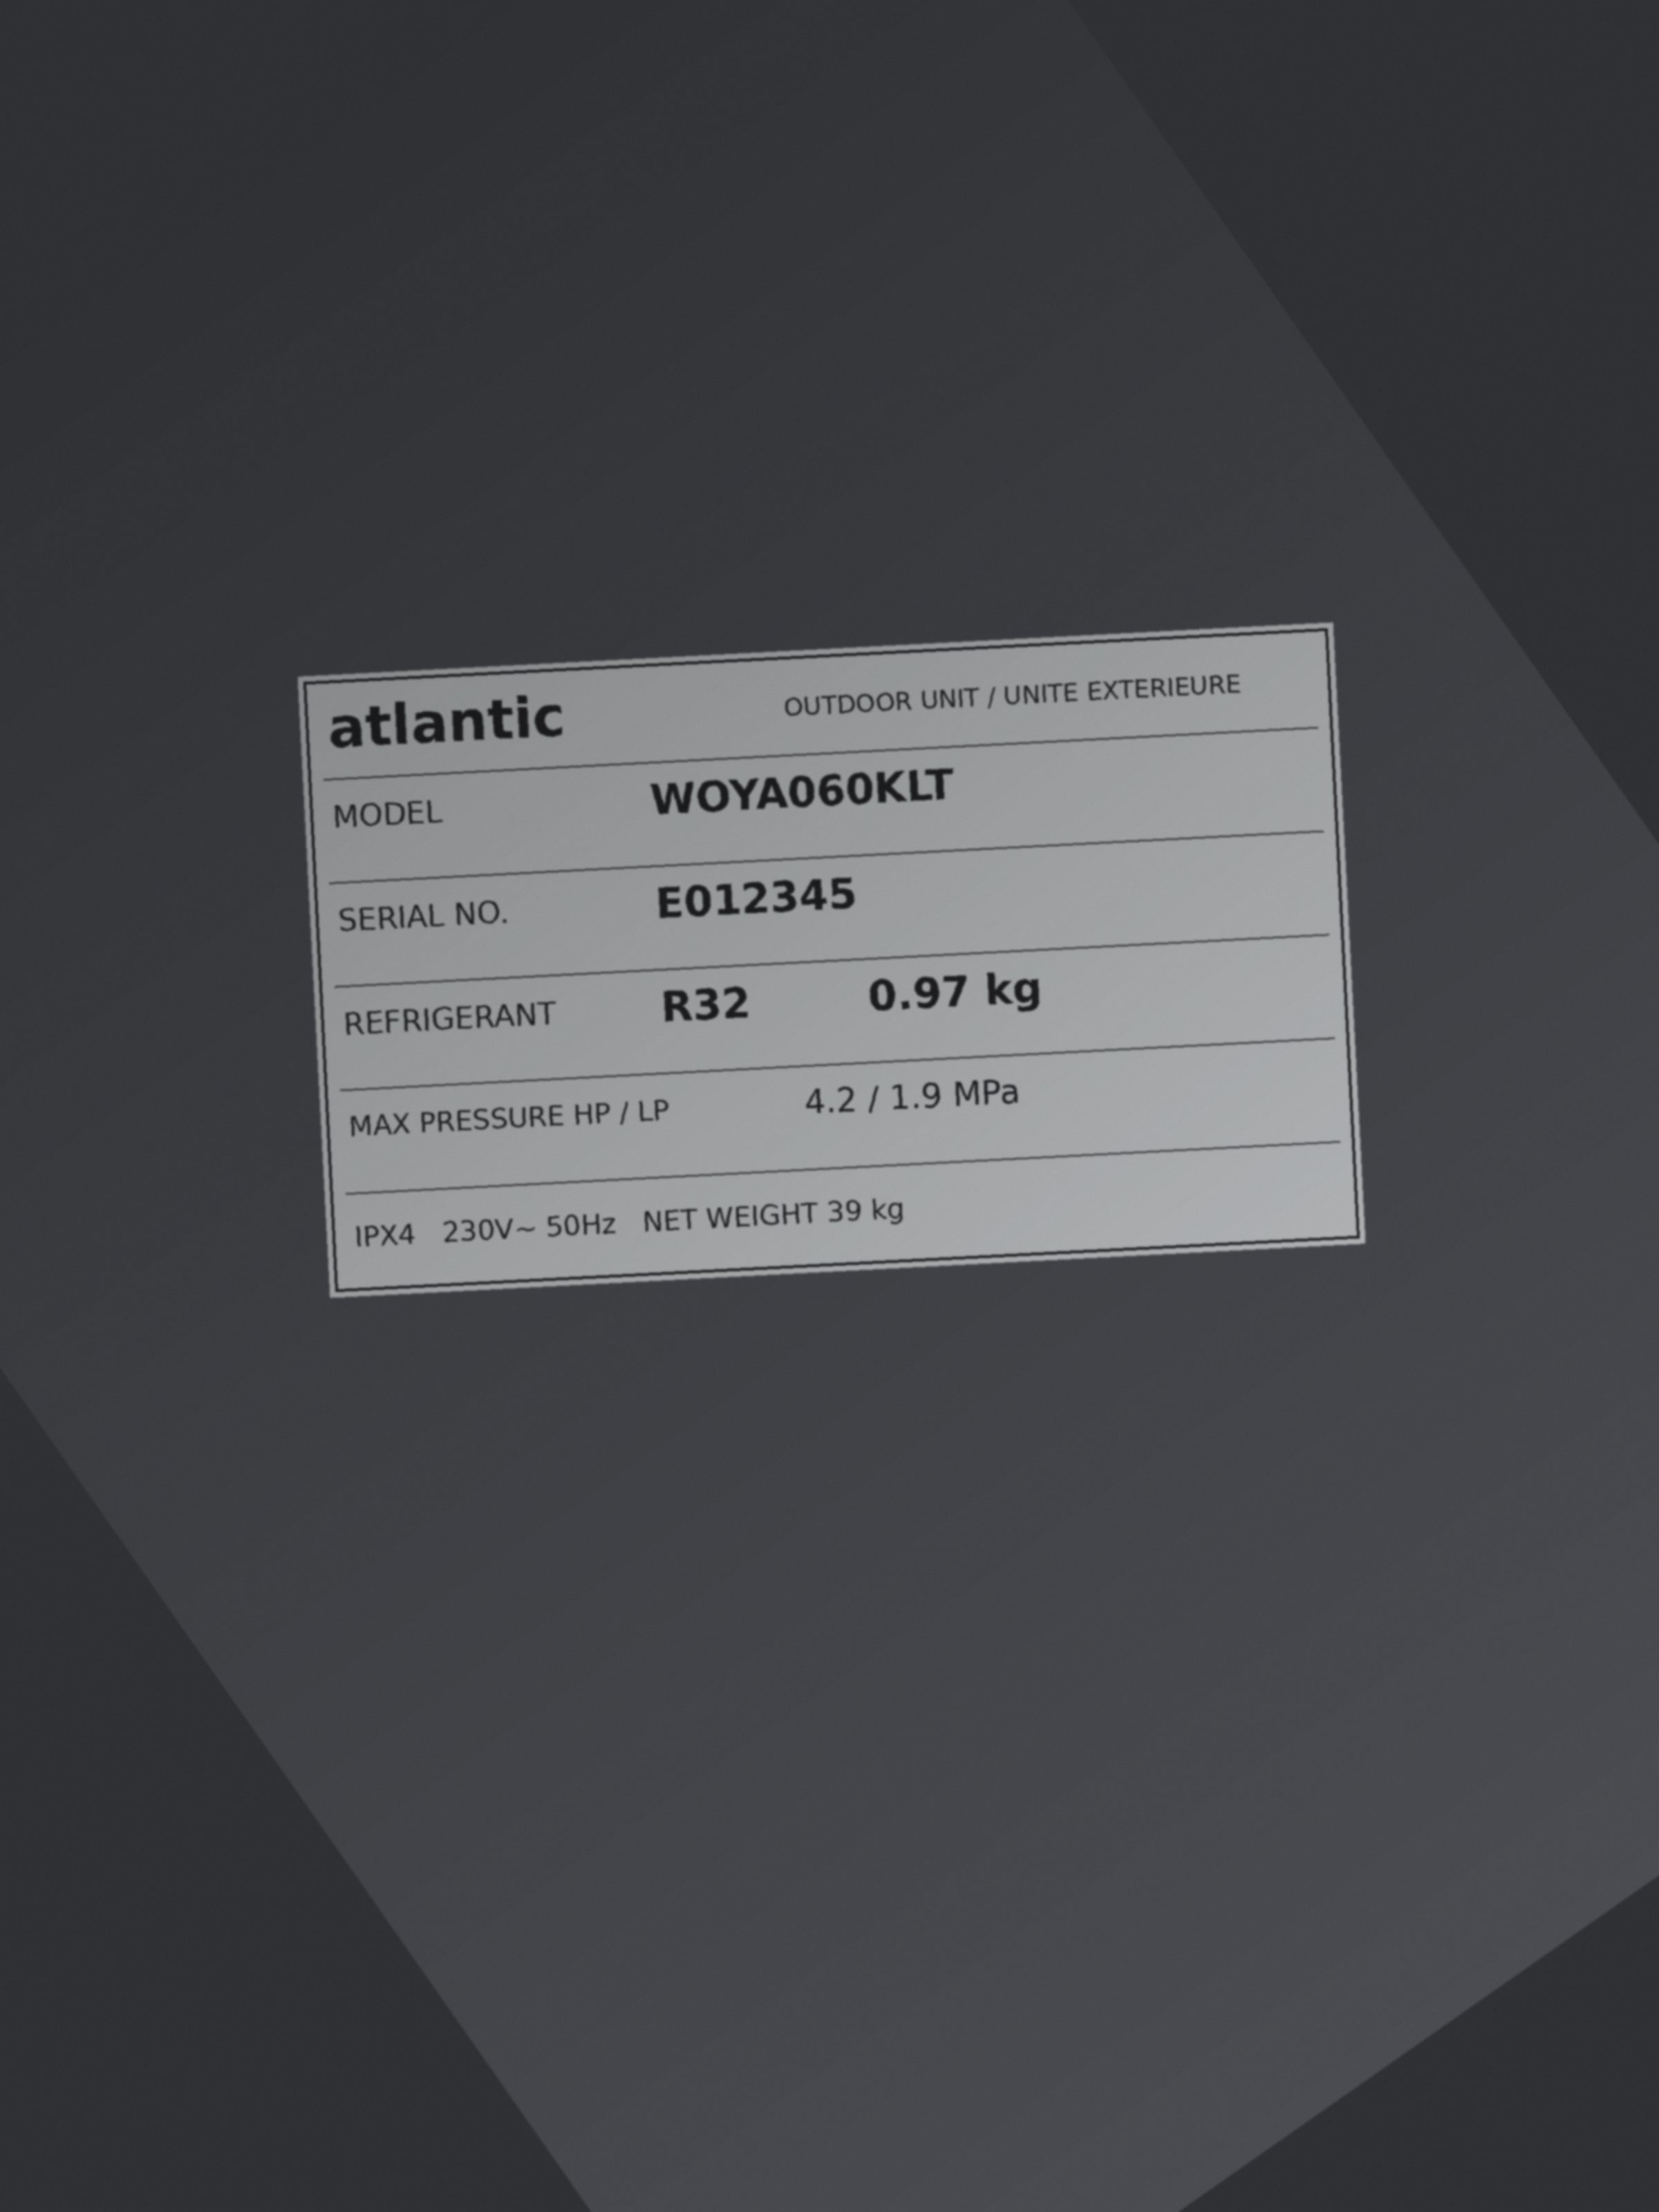 atlantic OUTDOOR UNIT / UNITE EXTERIEURE
MODEL WOYA060KLT
SERIAL NO. E012345
REFRIGERANT R32 0.97 kg
MAX PRESSURE HP / LP 4.2 / 1.9 MPa
IPX4 230V~ 50Hz NET WEIGHT 39 kg